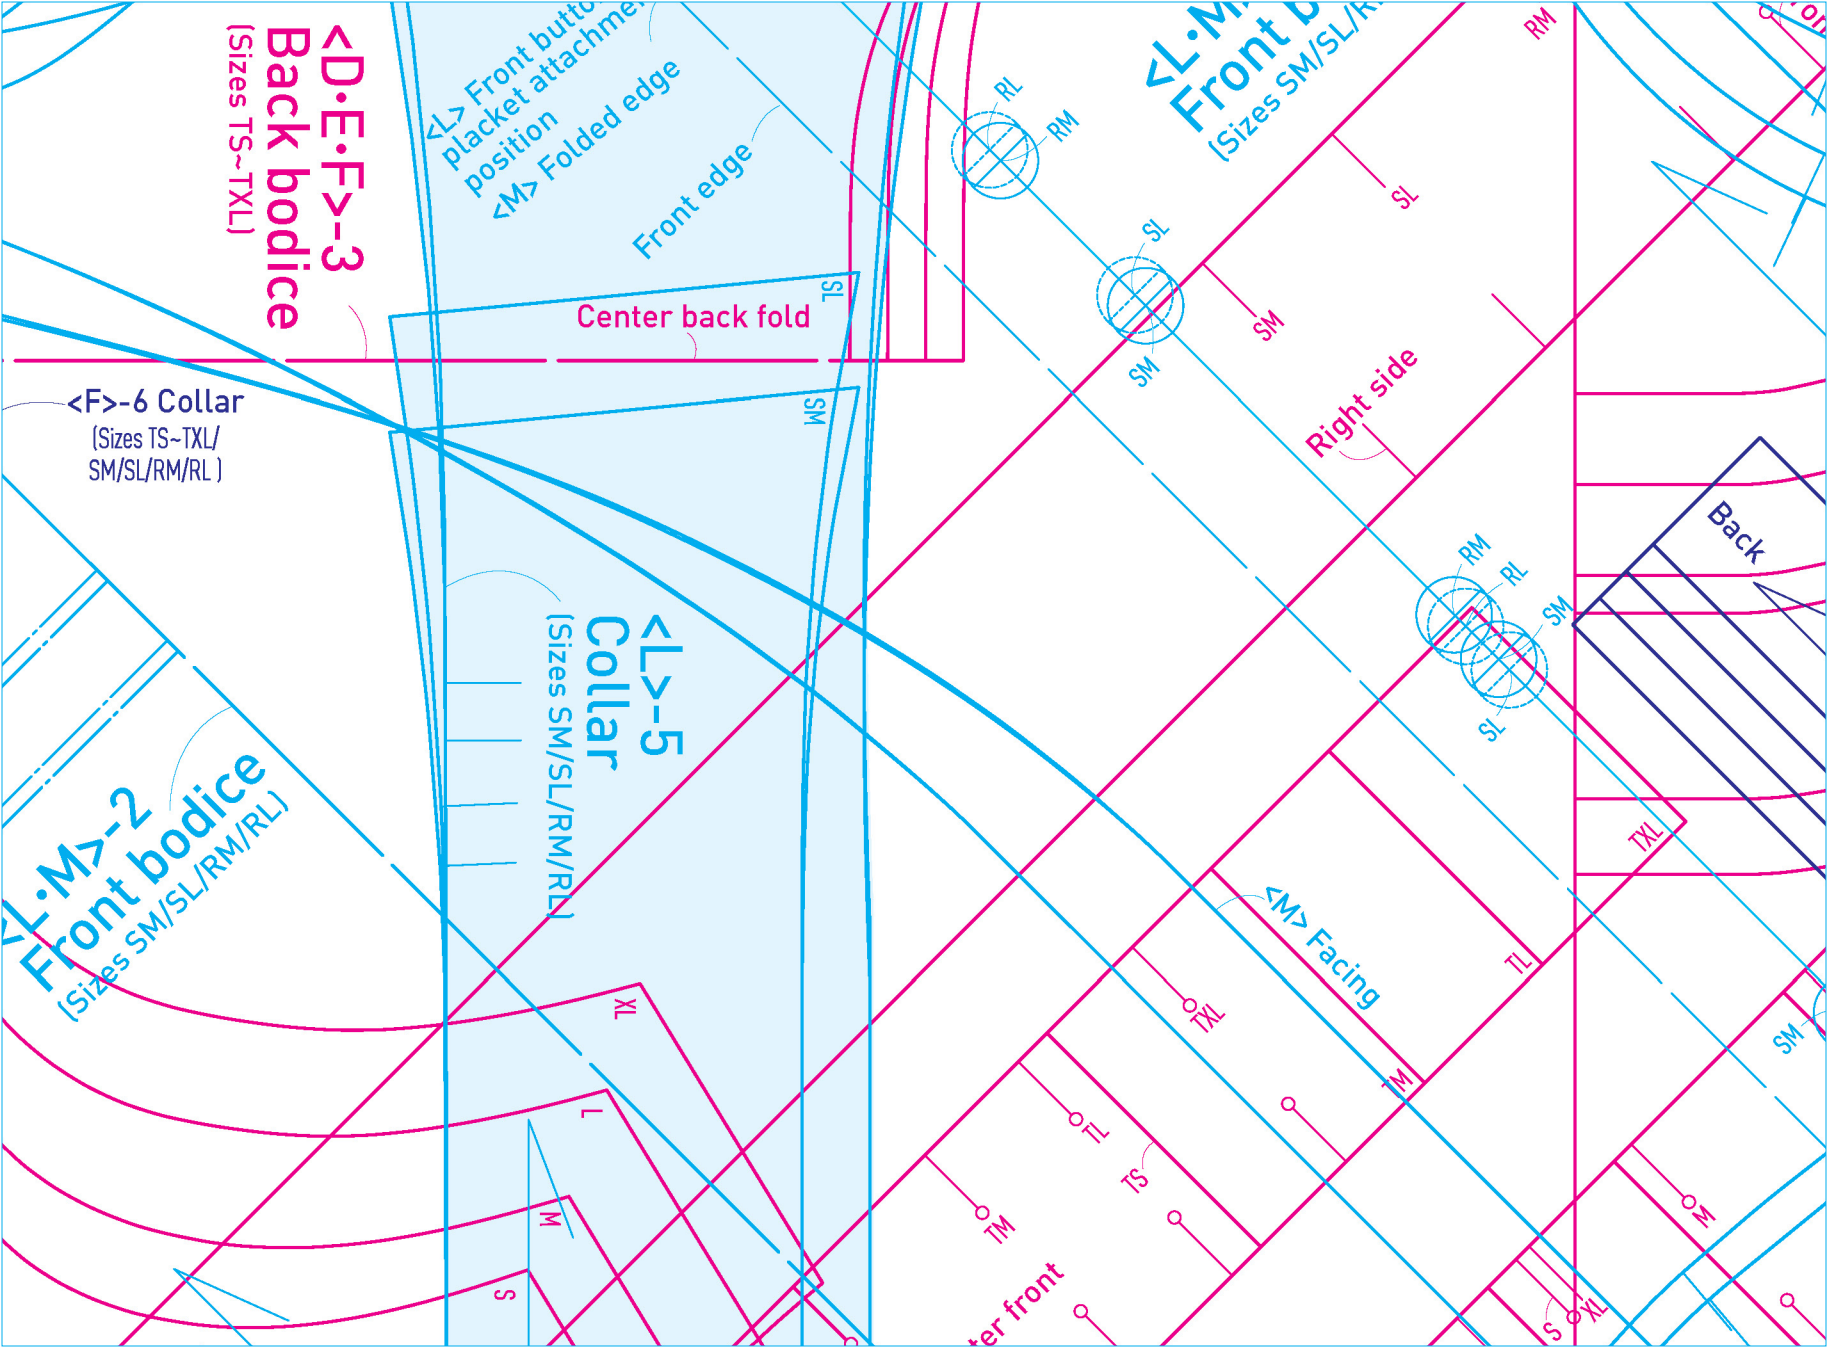 <D·E·F>-3
Back bodice
(Sizes TS~TXL)
<L> Front
placket
position
<M> Folded edge
Front edge
Center back fold
SL
SM
<F>-6 Collar
(Sizes TS~TXL/
SM/SL/RM/RL )
<L·M>-2
Front bodice
(Sizes SM/SL/RM/RL)
<L>-5
Collar
(Sizes SM/SL/RM/RL)
RL
RM
SL
SM
Front
(Sizes SM/SL/
RM
SL
SM
Right side
RM
RL
SM
SL
Back
TXL
TL
TM
TS
<M> Facing
TXL
TL
TM
XL
L
M
S
SM
M
XL
S
front